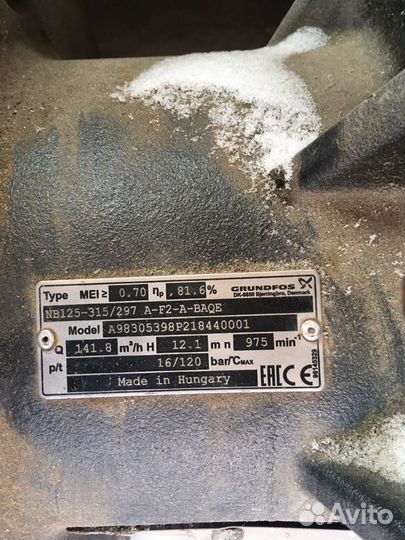 Type MEI ≥ 0.70 ηp 81.6% GRUNDFOS
DK-8850 Bjerringbro, Denmark
NB125-315/297 A-F2-A-BAQE
Model A98305398P218440001
Q 141.8 m³/h H 12.1 m n 975 min⁻¹
p/t 16/120 bar/°CMAX
Made in Hungary EAC CE
96145329
Avito